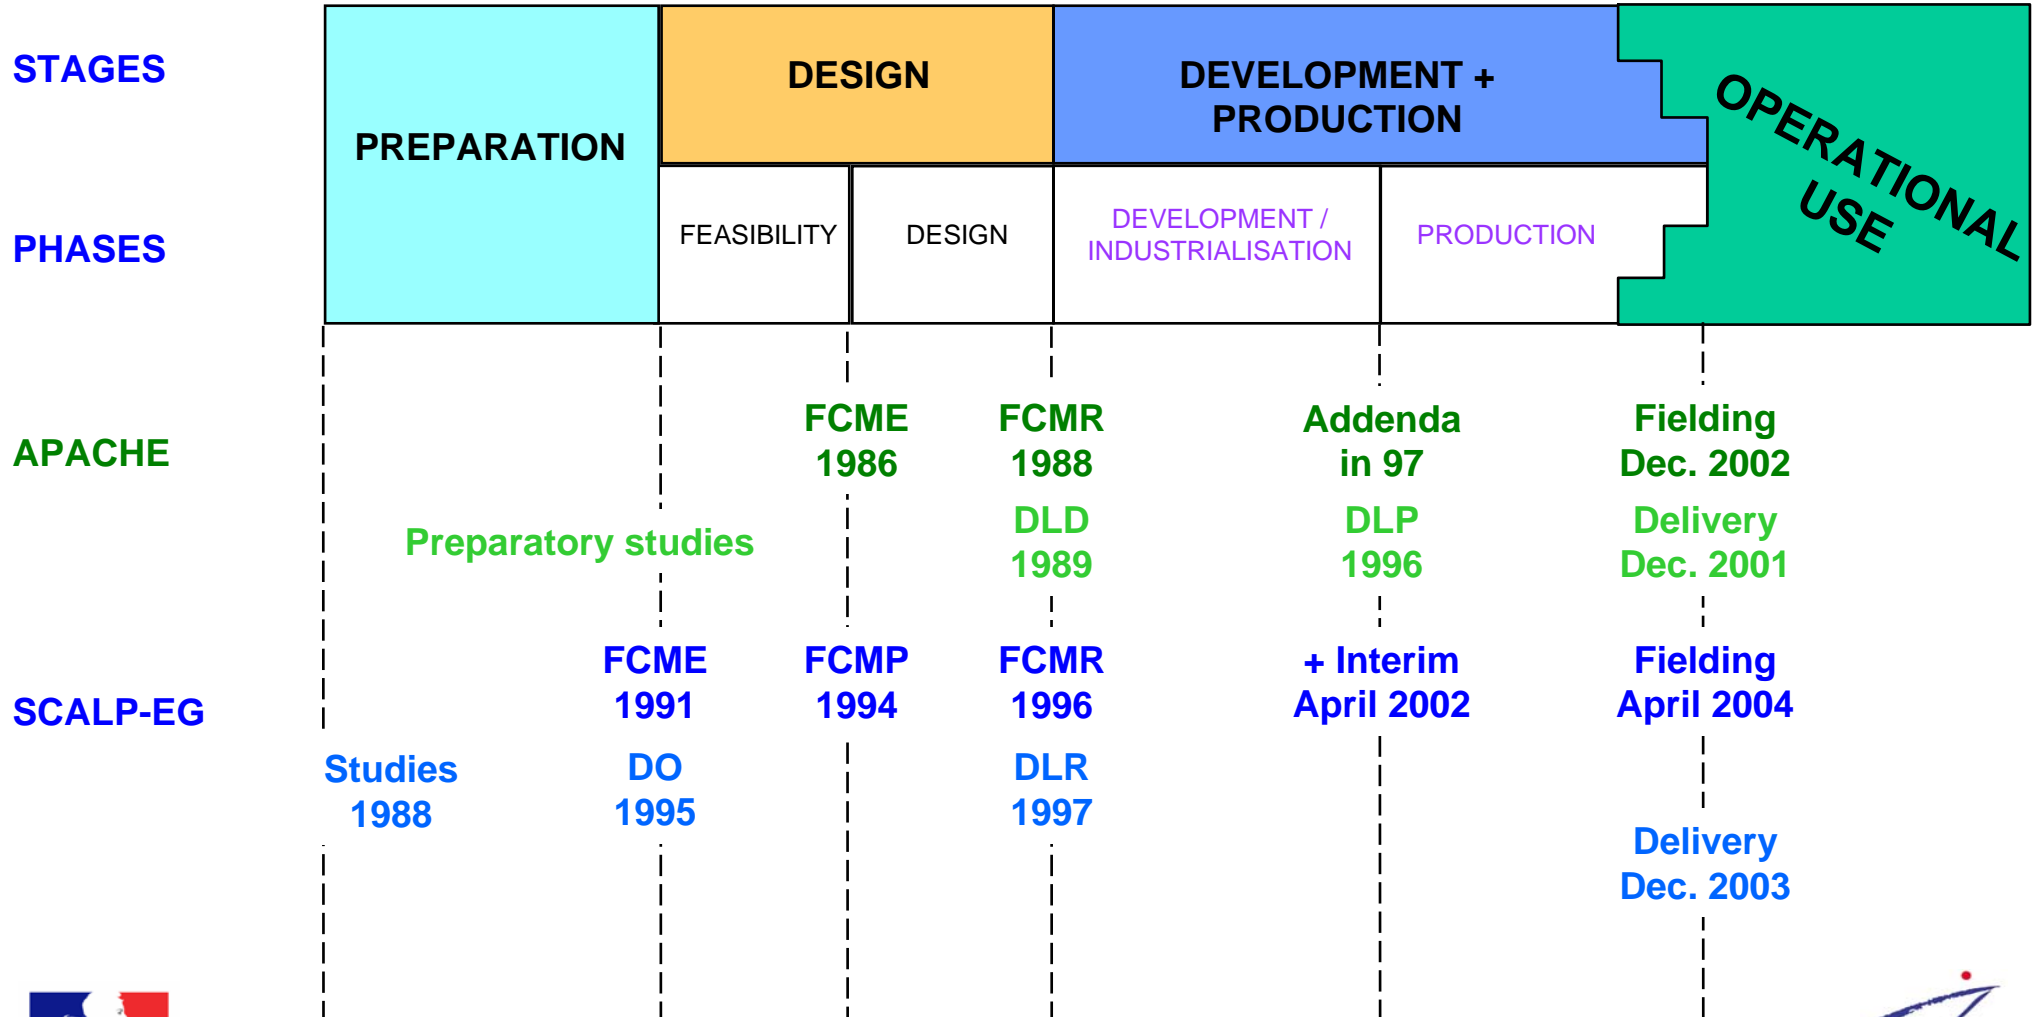 STAGES
PREPARATION
DESIGN
DEVELOPMENT +
PRODUCTION
OPERATIONAL
USE
PHASES
FEASIBILITY
DESIGN
DEVELOPMENT /
INDUSTRIALISATION
PRODUCTION
APACHE
FCME
1986
FCMR
1988
Addenda
in 97
Fielding
Dec. 2002
Preparatory studies
DLD
1989
DLP
1996
Delivery
Dec. 2001
SCALP-EG
FCME
1991
FCMP
1994
FCMR
1996
+ Interim
April 2002
Fielding
April 2004
Studies
1988
DO
1995
DLR
1997
Delivery
Dec. 2003